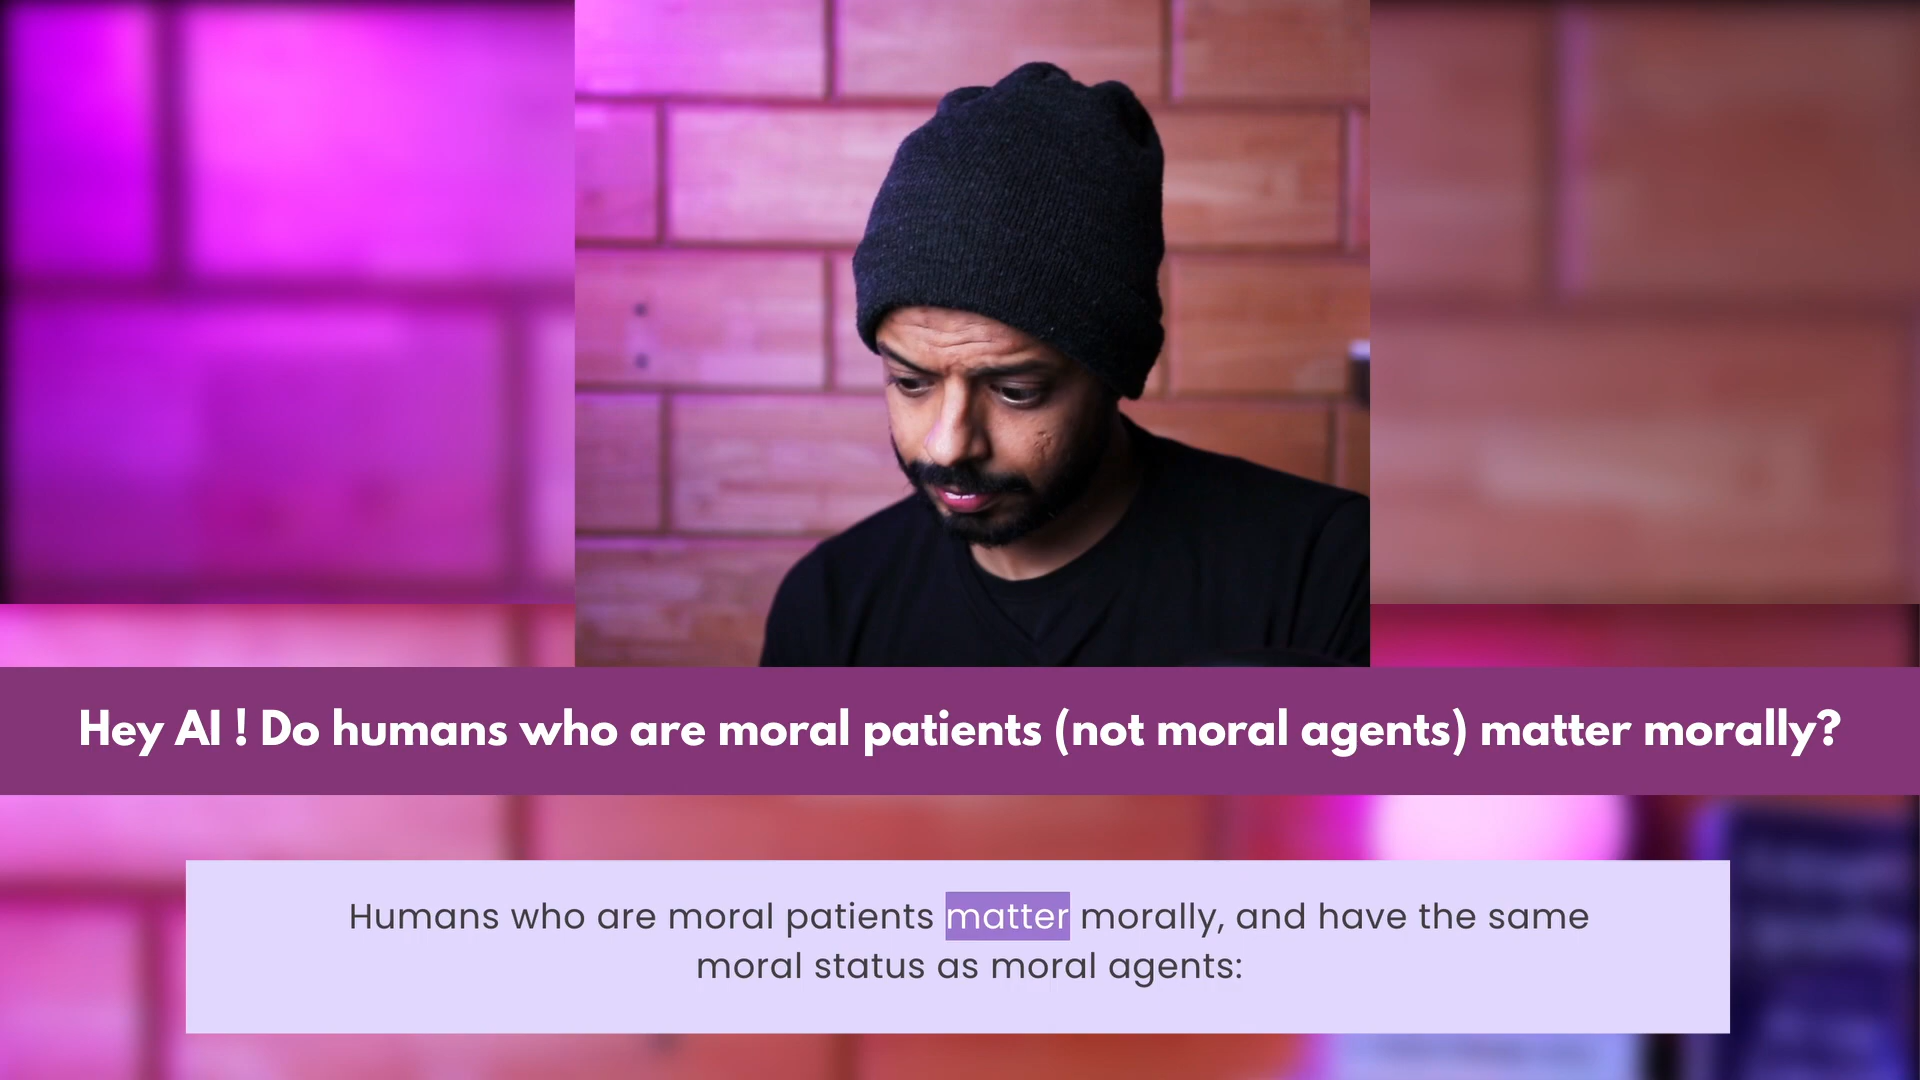 Hey AI ! Do humans who are moral patients (not moral agents) matter morally?
Humans who are moral patients matter morally, and have the same
moral status as moral agents: